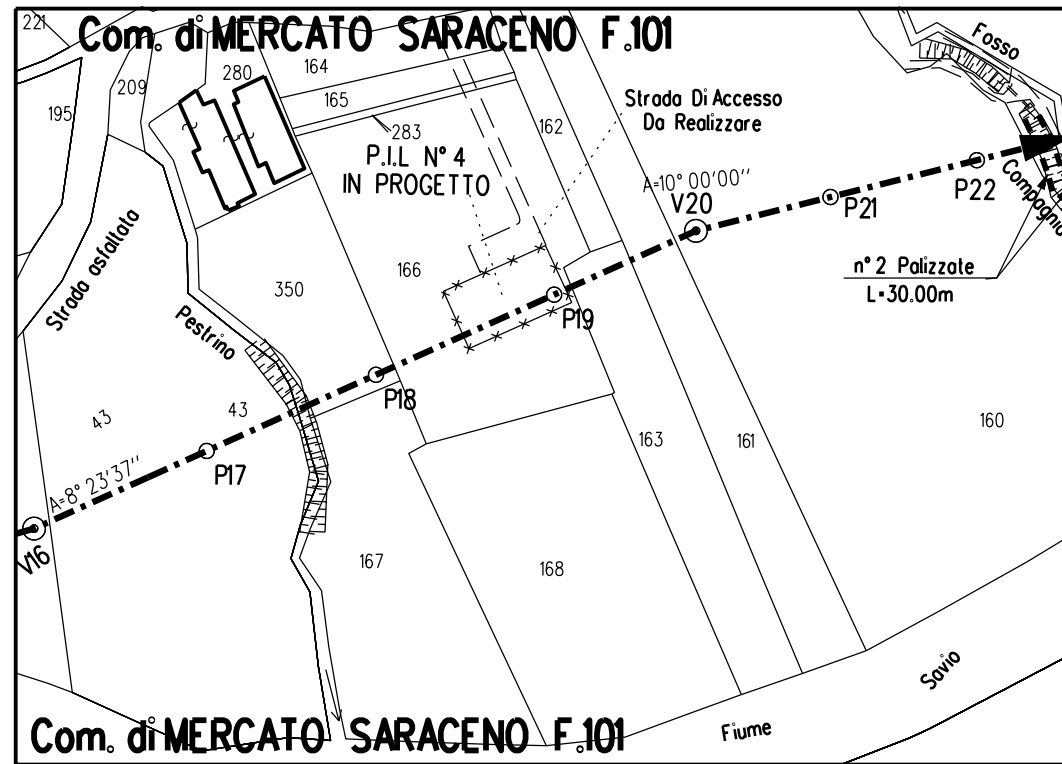 221
Com. di MERCATO SARACENO F.101
280
164
209
165
195
283
162
Strada Di Accesso
Da Realizzare
Fosso
P.I.L N° 4
IN PROGETTO
A=10° 00'00''
V20
P21
P22
Compagnia
Strada asfaltata
166
350
Pestrino
P19
n° 2 Palizzate
L=30.00m
P18
43
43
163
161
160
A=8° 23'37''
P17
V16
167
168
Savio
Fiume
Com. di MERCATO SARACENO F.101